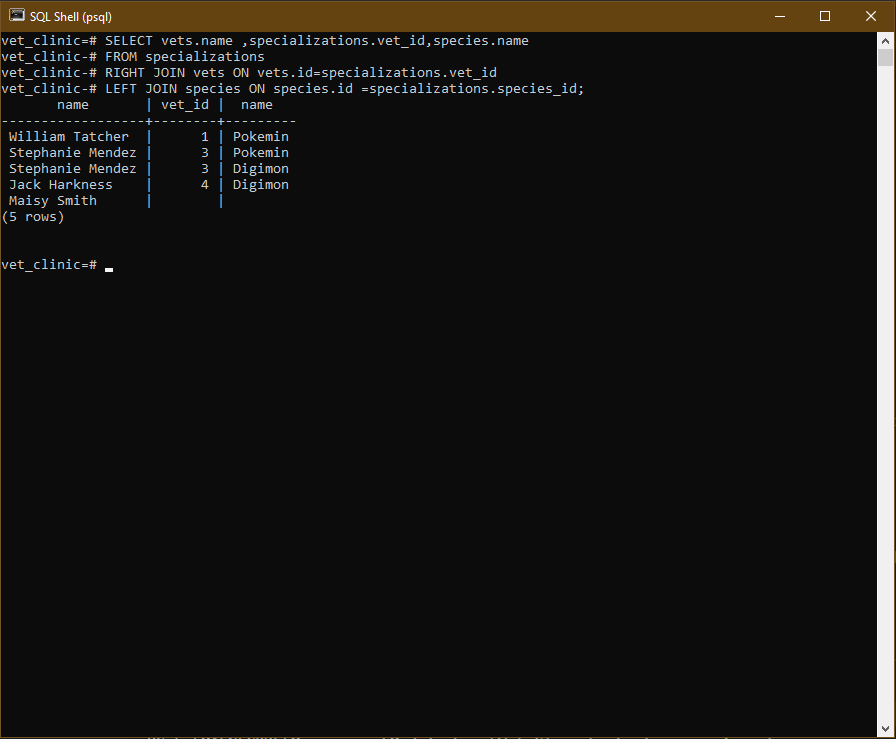 SQL Shell (psql)
vet_clinic=# SELECT vets.name ,specializations.vet_id,species.name
vet_clinic-# FROM specializations
vet_clinic-# RIGHT JOIN vets ON vets.id=specializations.vet_id
vet_clinic-# LEFT JOIN species ON species.id =specializations.species_id;
       name       | vet_id |  name
------------------+--------+---------
 William Tatcher  |      1 | Pokemin
 Stephanie Mendez |      3 | Pokemin
 Stephanie Mendez |      3 | Digimon
 Jack Harkness    |      4 | Digimon
 Maisy Smith      |        |
(5 rows)
vet_clinic=#